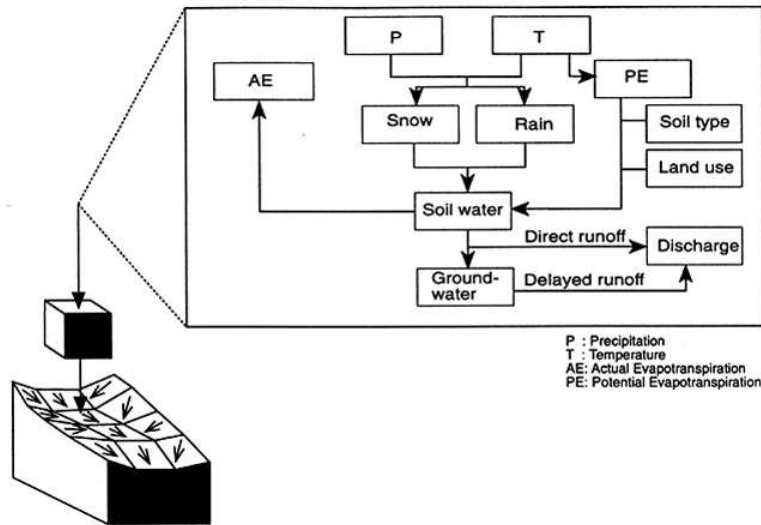 P
T
AE
PE
Snow
Rain
Soil type
Land use
Soil water
Direct runoff
Discharge
Ground-
water
Delayed runoff
P : Precipitation
T : Temperature
AE: Actual Evapotranspiration
PE: Potential Evapotranspiration